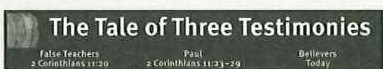 The Tale of Three Testimonies
False Teachers Paul Believers
2 Corinthians 11:20 2 Corinthians 11:23–29 Today